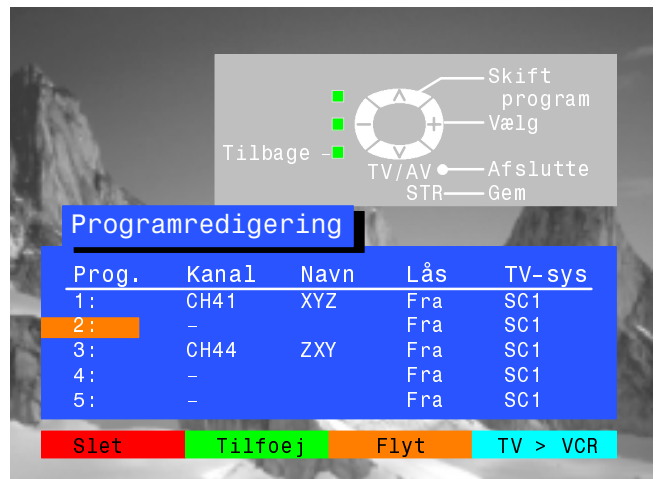 Skift
program
Vælg
Tilbage
TV/AV
Afslutte
STR
Gem
Programredigering
Prog. Kanal Navn Lås TV-sys
1: CH41 XYZ Fra SC1
2: – Fra SC1
3: CH44 ZXY Fra SC1
4: – Fra SC1
5: – Fra SC1
Slet Tilfoej Flyt TV > VCR